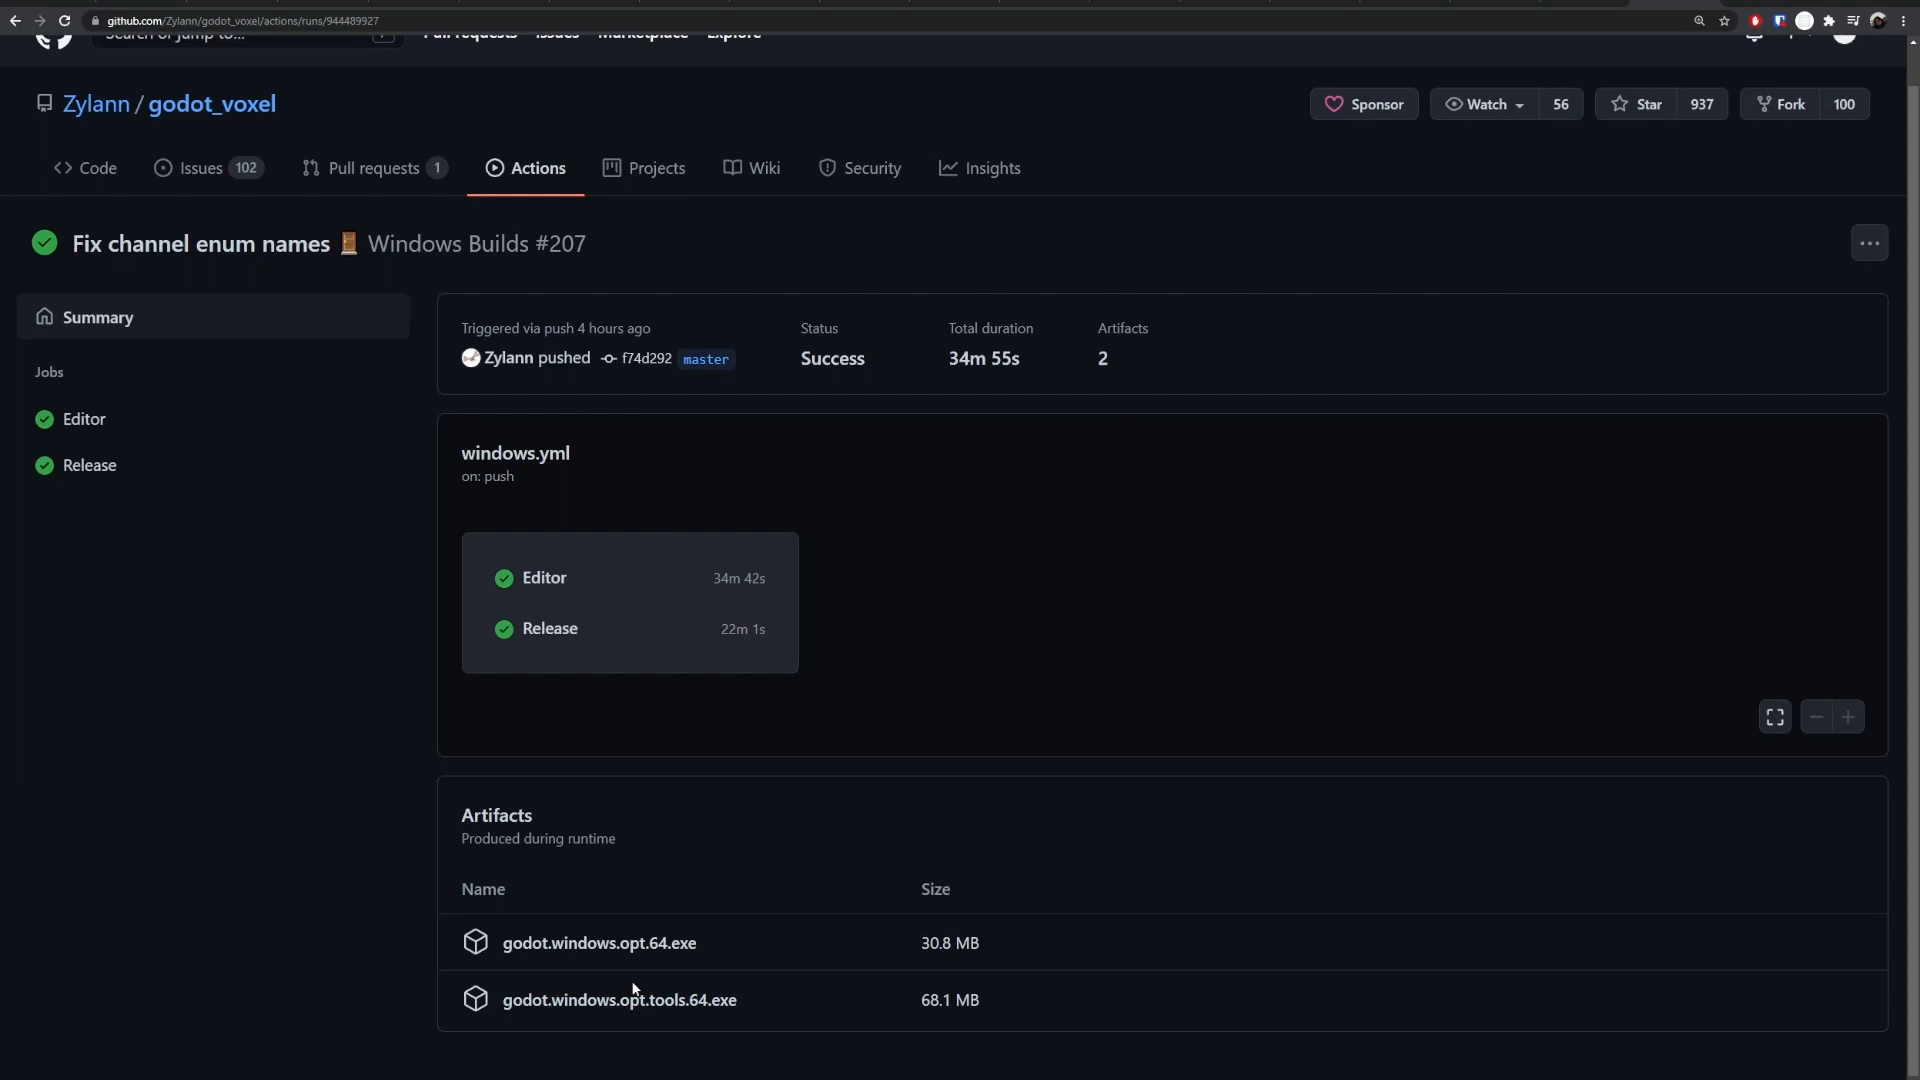 github.com/Zylann/godot_voxel/actions/runs/944489927
Search or jump to...
Pull requests Issues Marketplace Explore
Zylann / godot_voxel
Sponsor Watch 56 Star 937 Fork 100
Code Issues 102 Pull requests 1 Actions Projects Wiki Security Insights
Fix channel enum names 🚪 Windows Builds #207
Summary
Jobs
Editor
Release
Triggered via push 4 hours ago Status Total duration Artifacts
Zylann pushed f74d292 master Success 34m 55s 2
windows.yml
on: push
Editor 34m 42s
Release 22m 1s
Artifacts
Produced during runtime
Name Size
godot.windows.opt.64.exe 30.8 MB
godot.windows.opt.tools.64.exe 68.1 MB